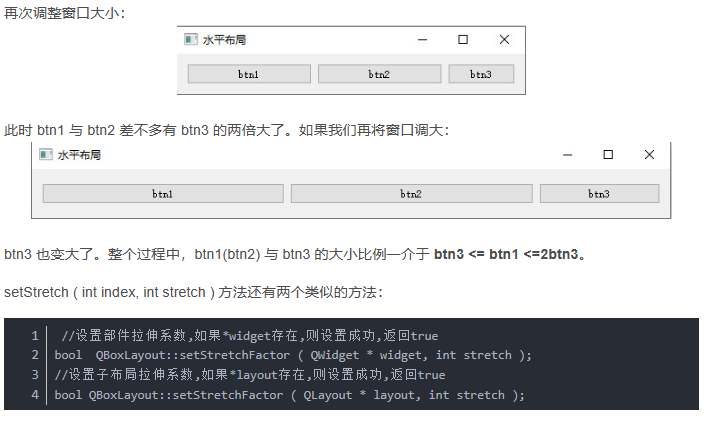 再次调整窗口大小：
水平布局
btn1 btn2 btn3
此时 btn1 与 btn2 差不多有 btn3 的两倍大了。如果我们再将窗口调大：
水平布局
btn1 btn2 btn3
btn3 也变大了。整个过程中，btn1(btn2) 与 btn3 的大小比例一介于 btn3 <= btn1 <=2btn3。
setStretch ( int index, int stretch ) 方法还有两个类似的方法：
1 //设置部件拉伸系数,如果*widget存在,则设置成功,返回true
2 bool  QBoxLayout::setStretchFactor ( QWidget * widget, int stretch );
3 //设置子布局拉伸系数,如果*layout存在,则设置成功,返回true
4 bool QBoxLayout::setStretchFactor ( QLayout * layout, int stretch );